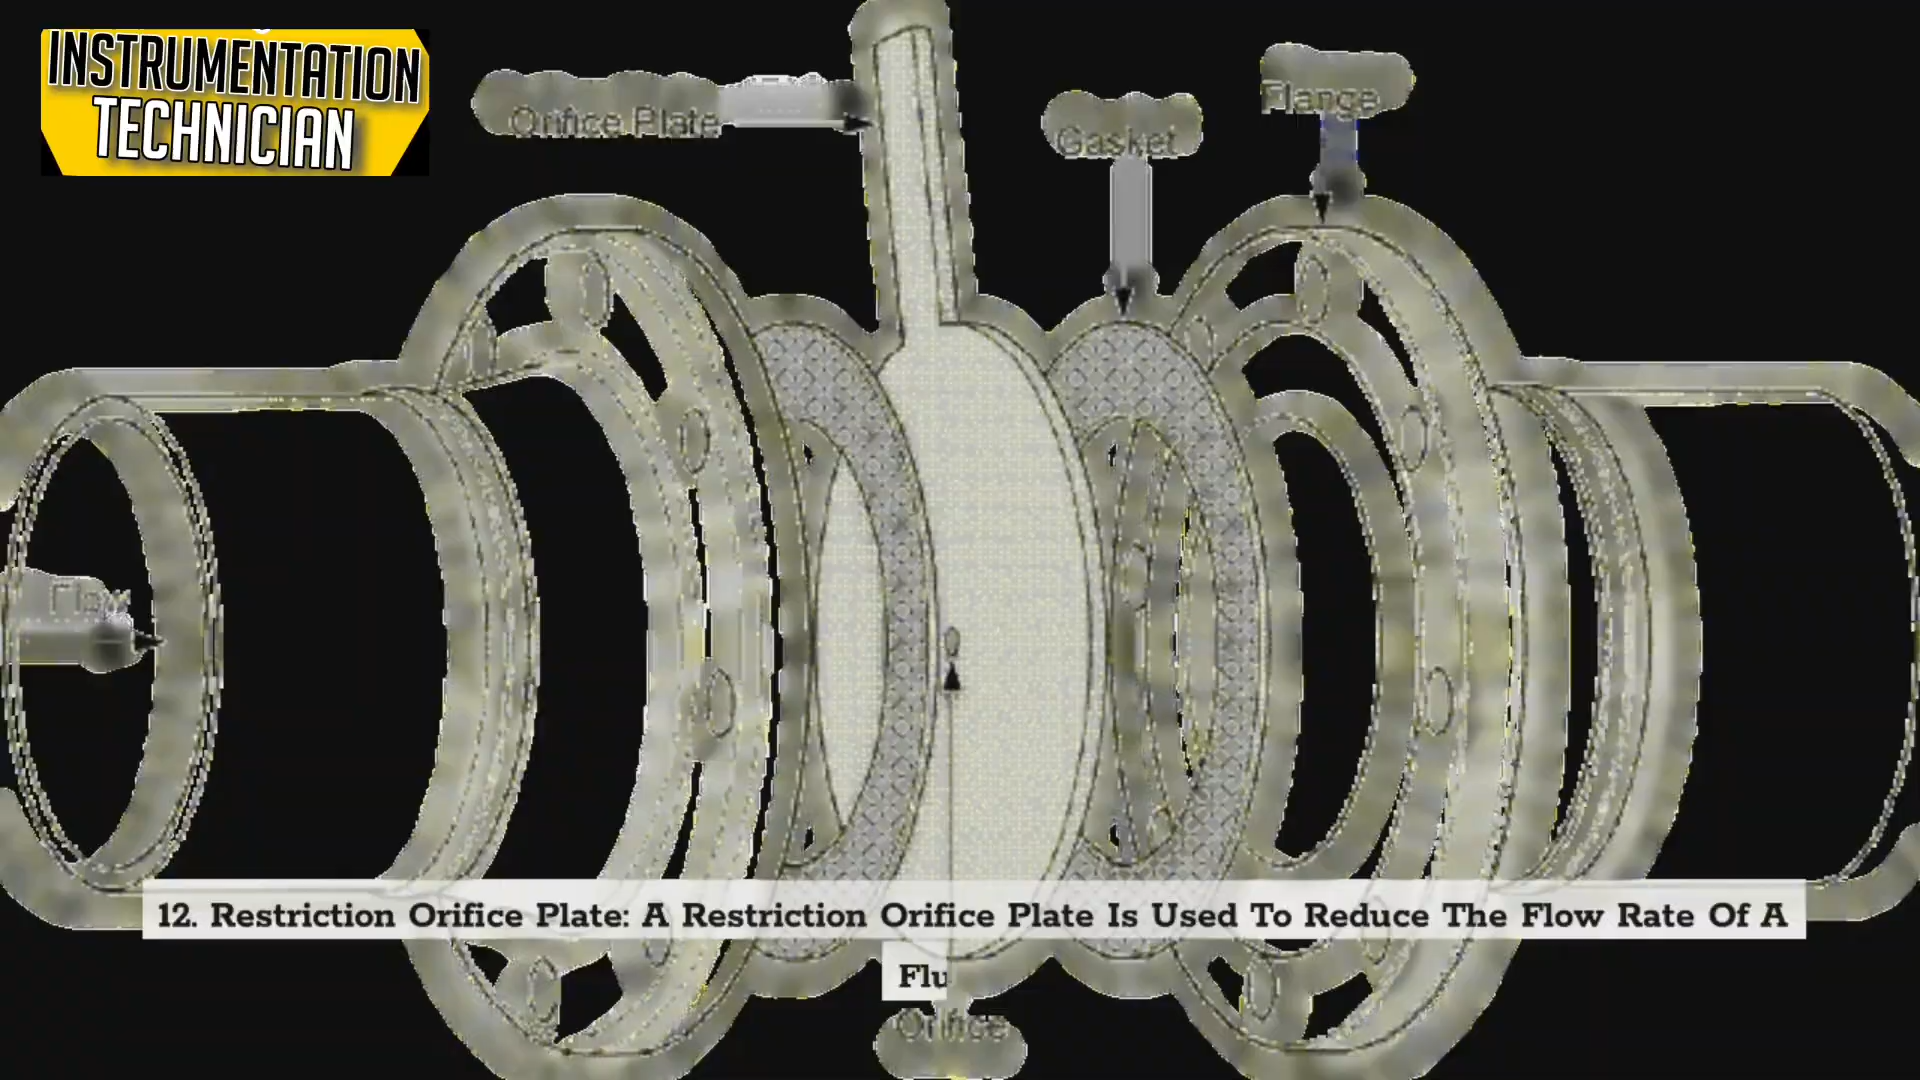 INSTRUMENTATION
TECHNICIAN
Orifice Plate
Gasket
Flange
Flow
12. Restriction Orifice Plate: A Restriction Orifice Plate Is Used To Reduce The Flow Rate Of A
Flu
Orifice